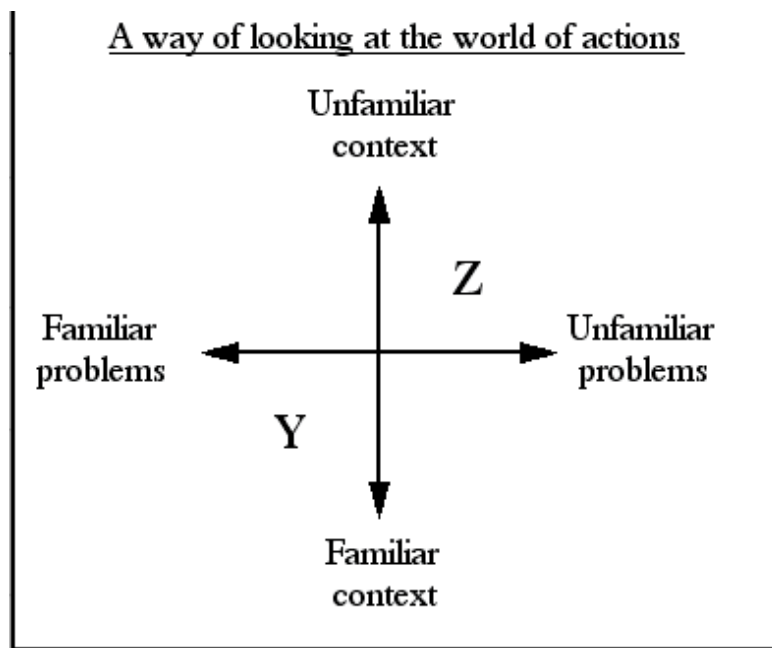 A way of looking at the world of actions
Unfamiliar
context
Z
Familiar
problems
Unfamiliar
problems
Y
Familiar
context